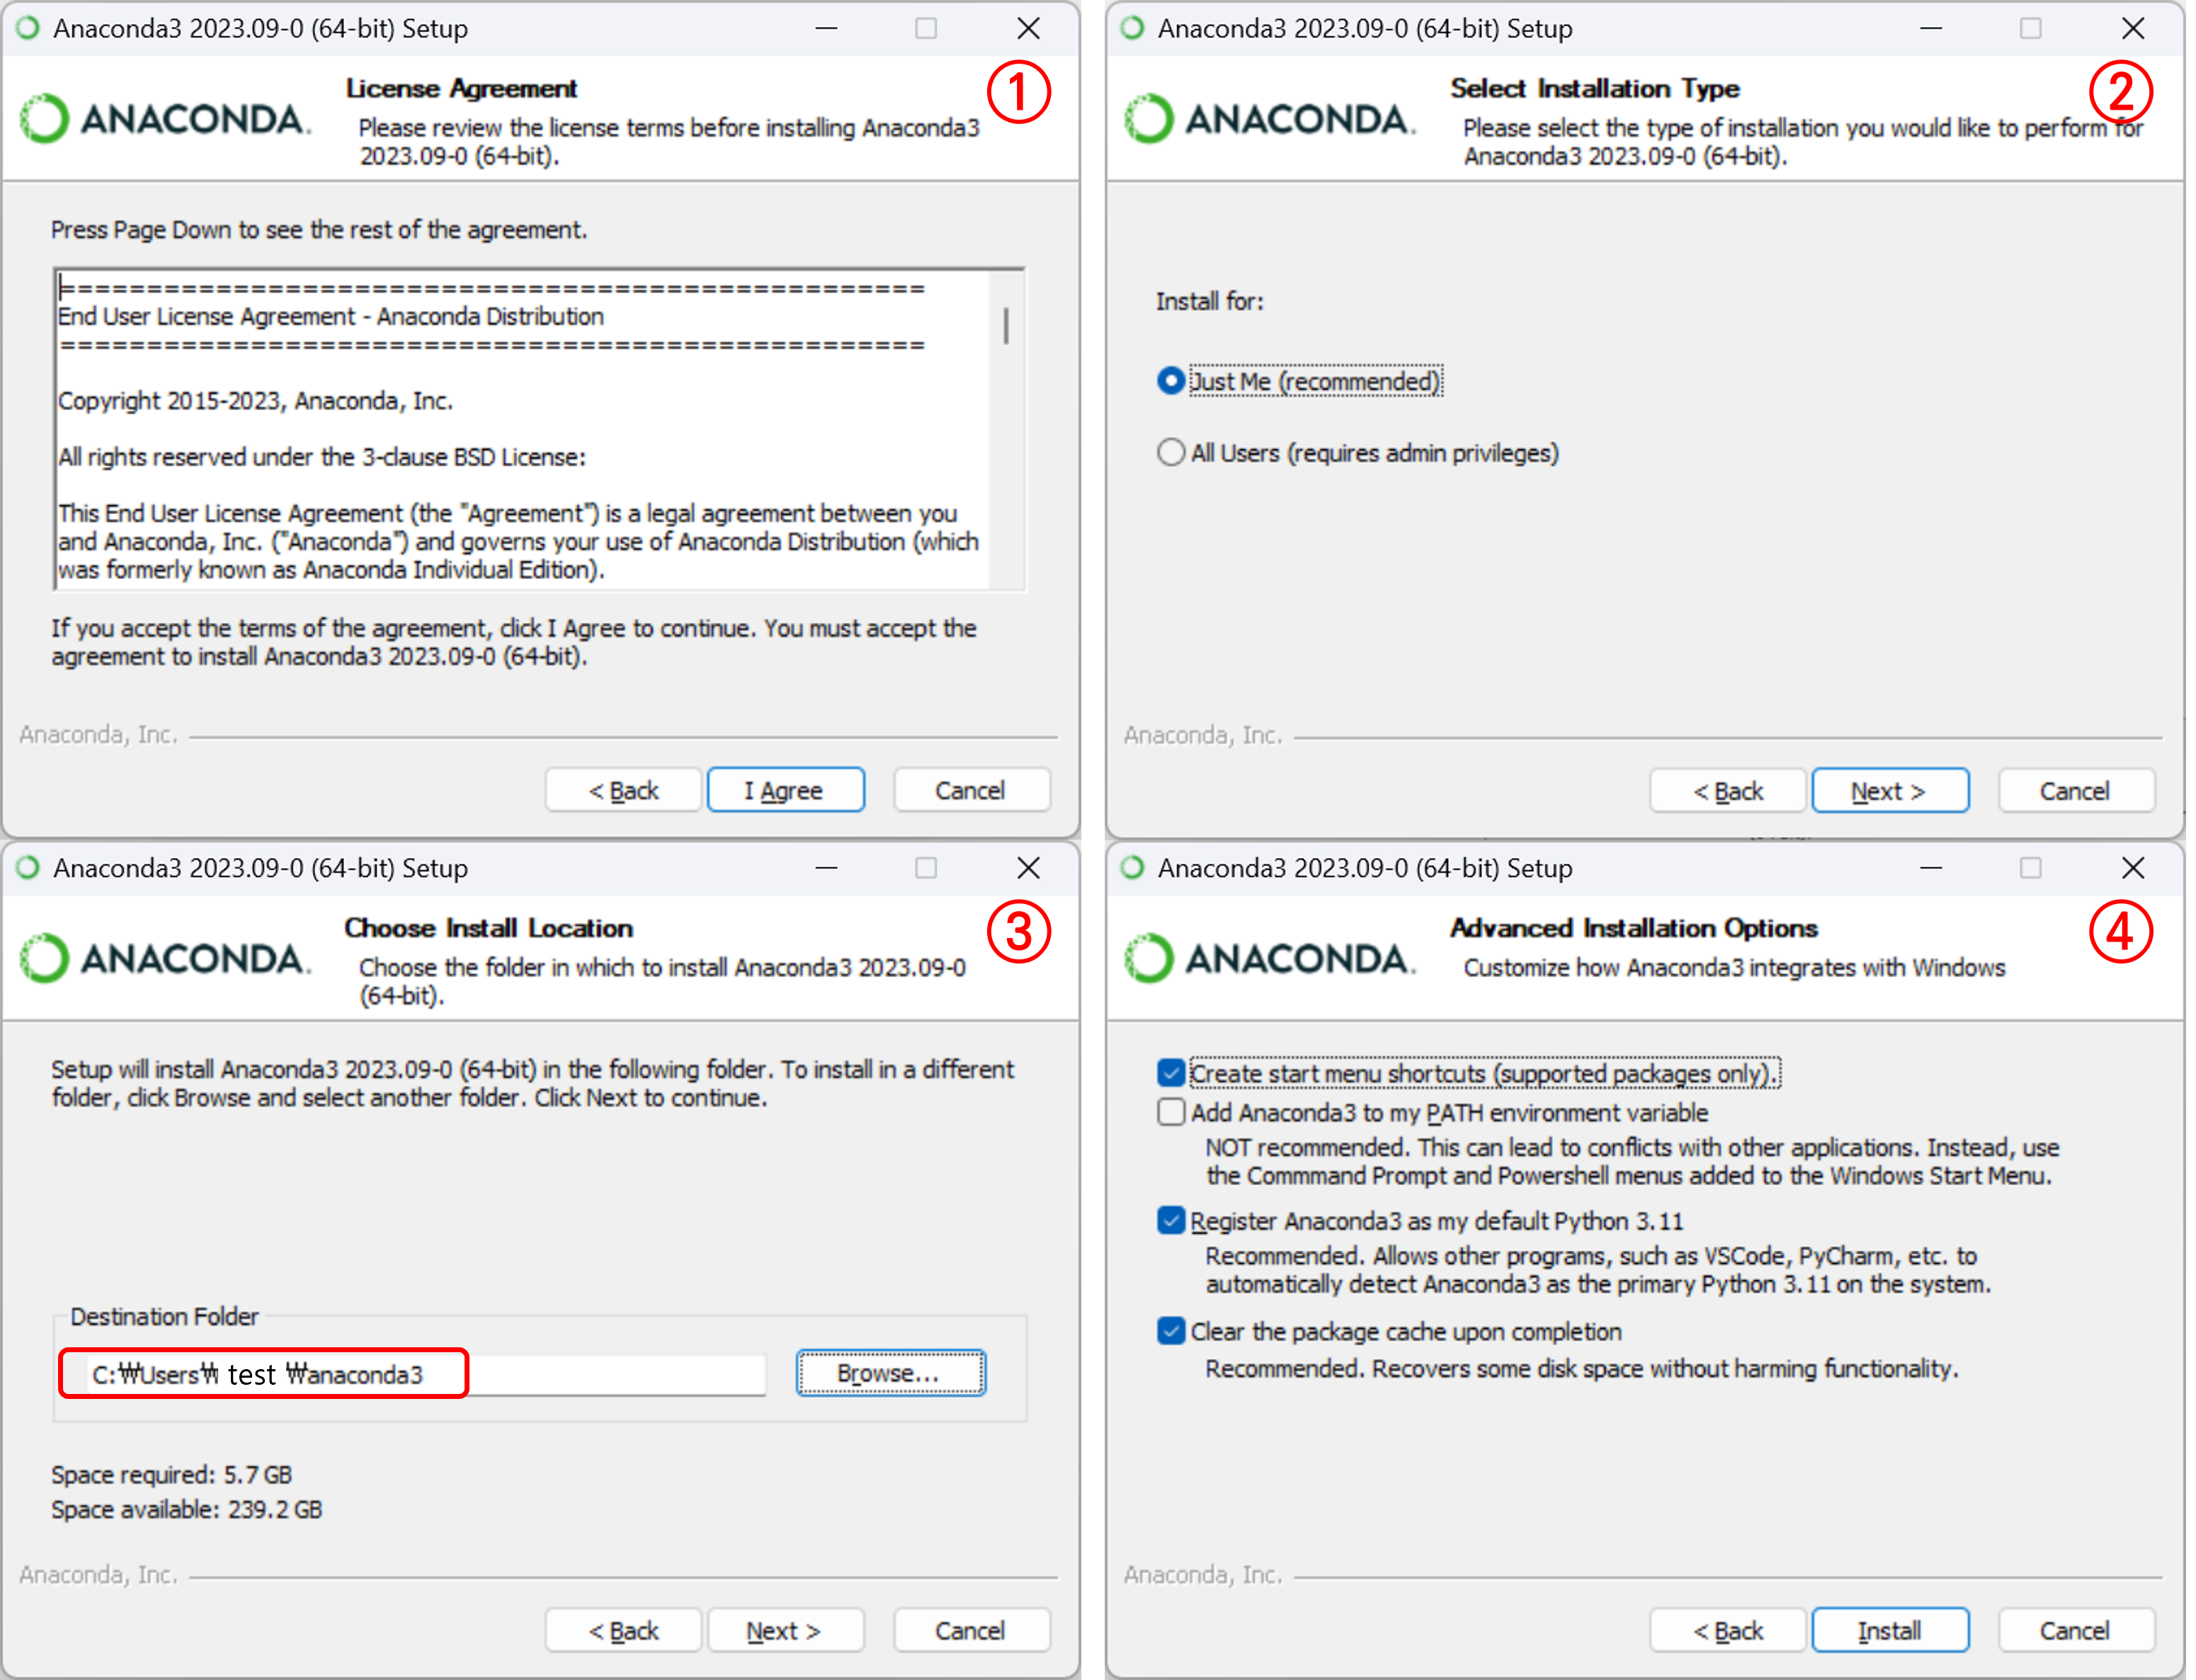 Anaconda3 2023.09-0 (64-bit) Setup
ANACONDA.
License Agreement
①
Please review the license terms before installing Anaconda3
2023.09-0 (64-bit).
Press Page Down to see the rest of the agreement.
==================================================
End User License Agreement - Anaconda Distribution
==================================================
Copyright 2015-2023, Anaconda, Inc.
All rights reserved under the 3-clause BSD License:
This End User License Agreement (the "Agreement") is a legal agreement between you
and Anaconda, Inc. ("Anaconda") and governs your use of Anaconda Distribution (which
was formerly known as Anaconda Individual Edition).
If you accept the terms of the agreement, click I Agree to continue. You must accept the
agreement to install Anaconda3 2023.09-0 (64-bit).
Anaconda, Inc.
< Back
I Agree
Cancel
Anaconda3 2023.09-0 (64-bit) Setup
ANACONDA.
Select Installation Type
②
Please select the type of installation you would like to perform for
Anaconda3 2023.09-0 (64-bit).
Install for:
Just Me (recommended)
All Users (requires admin privileges)
Anaconda, Inc.
< Back
Next >
Cancel
Anaconda3 2023.09-0 (64-bit) Setup
ANACONDA.
Choose Install Location
③
Choose the folder in which to install Anaconda3 2023.09-0
(64-bit).
Setup will install Anaconda3 2023.09-0 (64-bit) in the following folder. To install in a different
folder, click Browse and select another folder. Click Next to continue.
Destination Folder
C:₩Users₩ test ₩anaconda3
Browse...
Space required: 5.7 GB
Space available: 239.2 GB
Anaconda, Inc.
< Back
Next >
Cancel
Anaconda3 2023.09-0 (64-bit) Setup
ANACONDA.
Advanced Installation Options
④
Customize how Anaconda3 integrates with Windows
Create start menu shortcuts (supported packages only).
Add Anaconda3 to my PATH environment variable
NOT recommended. This can lead to conflicts with other applications. Instead, use
the Commmand Prompt and Powershell menus added to the Windows Start Menu.
Register Anaconda3 as my default Python 3.11
Recommended. Allows other programs, such as VSCode, PyCharm, etc. to
automatically detect Anaconda3 as the primary Python 3.11 on the system.
Clear the package cache upon completion
Recommended. Recovers some disk space without harming functionality.
Anaconda, Inc.
< Back
Install
Cancel